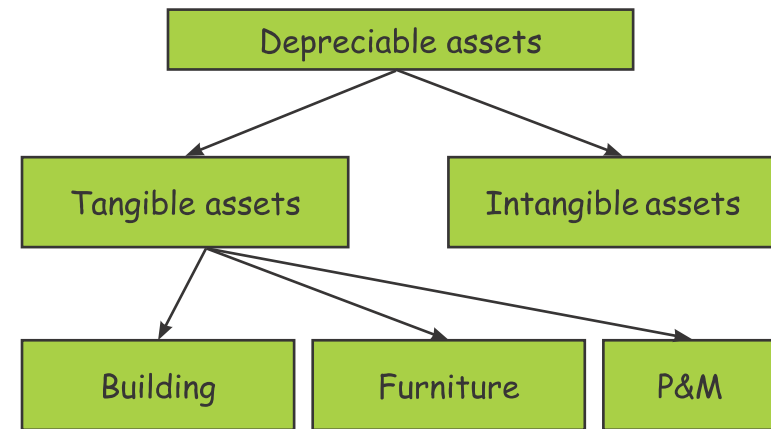 Depreciable assets
Tangible assets
Intangible assets
Building
Furniture
P&M